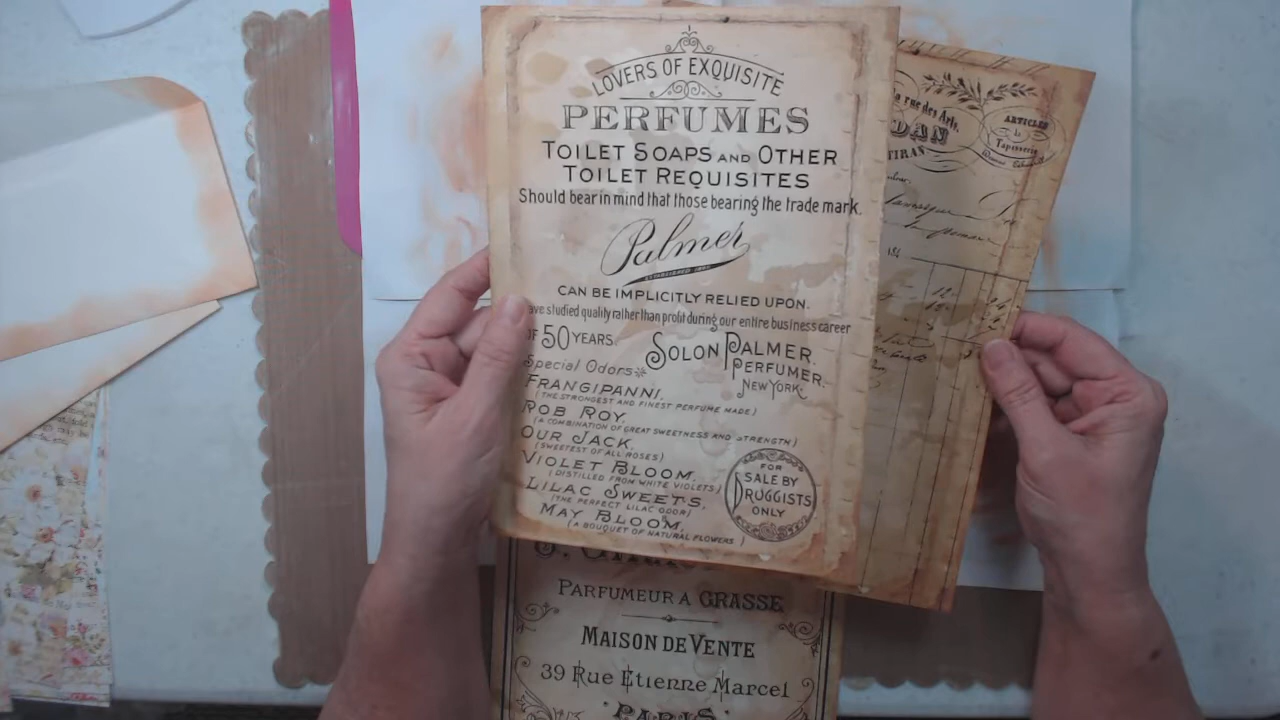 LOVERS OF EXQUISITE
PERFUMES
TOILET SOAPS AND OTHER
TOILET REQUISITES
Should bear in mind that those bearing the trade mark.
Palmer
CAN BE IMPLICITLY RELIED UPON.
studied quality rather than profit during our entire business career
OF 50 YEARS.
SOLON PALMER.
PERFUMER.
NEW YORK.
Special Odors
FRANGIPANNI,
(THE STRONGEST AND FINEST PERFUME MADE)
ROB ROY,
(A COMBINATION OF GREAT SWEETNESS AND STRENGTH)
OUR JACK,
(SWEETEST OF ALL ROSES)
VIOLET BLOOM,
(DISTILLED FROM WHITE VIOLETS)
LILAC SWEETS,
(THE PERFECT LILAC ODOR)
MAY BLOOM,
(A BOUQUET OF NATURAL FLOWERS)
FOR
SALE BY
DRUGGISTS
ONLY
rue des Arts,
ARTICLES
de
Tapisserie
PARFUMEUR A GRASSE
MAISON DE VENTE
39 Rue Etienne Marcel
PARIS